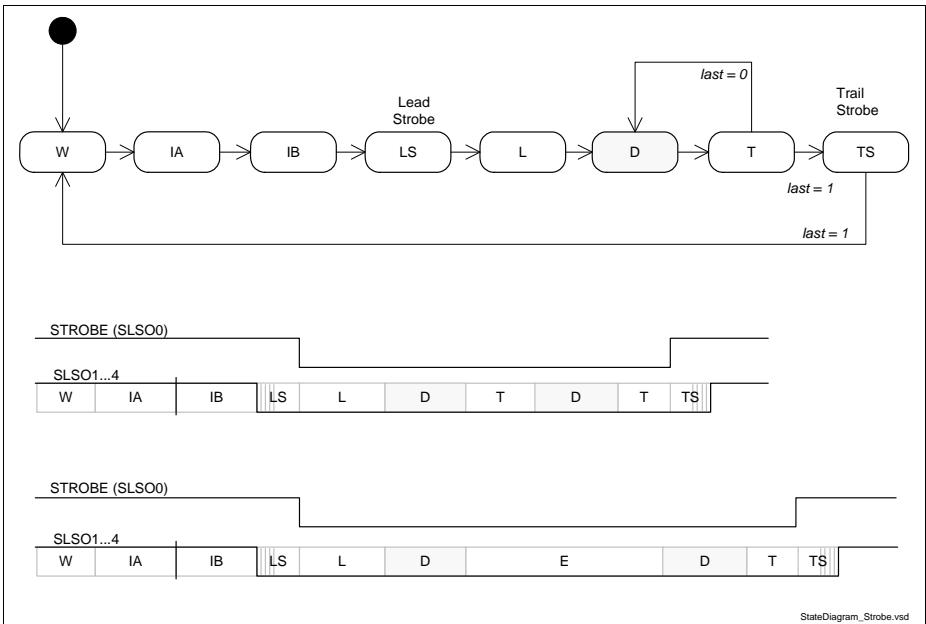 last = 0
Lead
Strobe
Trail
Strobe
W IA IB LS L D T TS
last = 1
last = 1
STROBE (SLSO0)
SLSO1...4
W IA IB LS L D T D T TS
STROBE (SLSO0)
SLSO1...4
W IA IB LS L D E D T TS
StateDiagram_Strobe.vsd